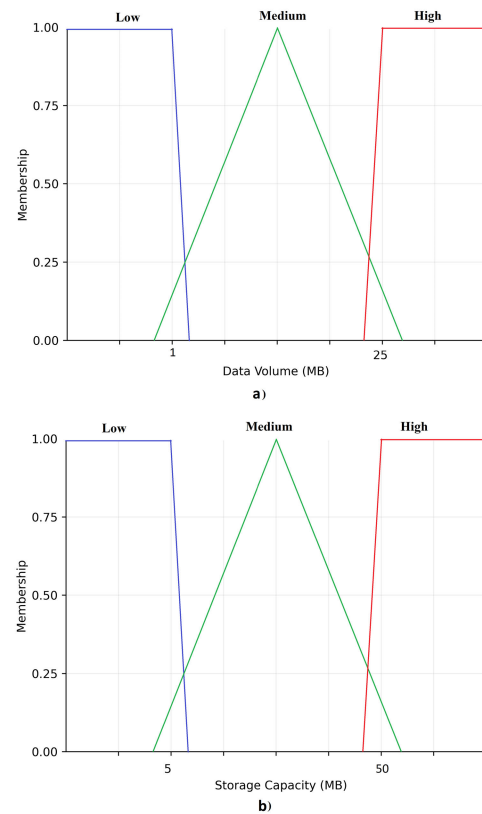 Low Medium High
1.00
0.75
0.50
0.25
0.00
Membership
1 25
Data Volume (MB)
a)
Low Medium High
1.00
0.75
0.50
0.25
0.00
Membership
5 50
Storage Capacity (MB)
b)